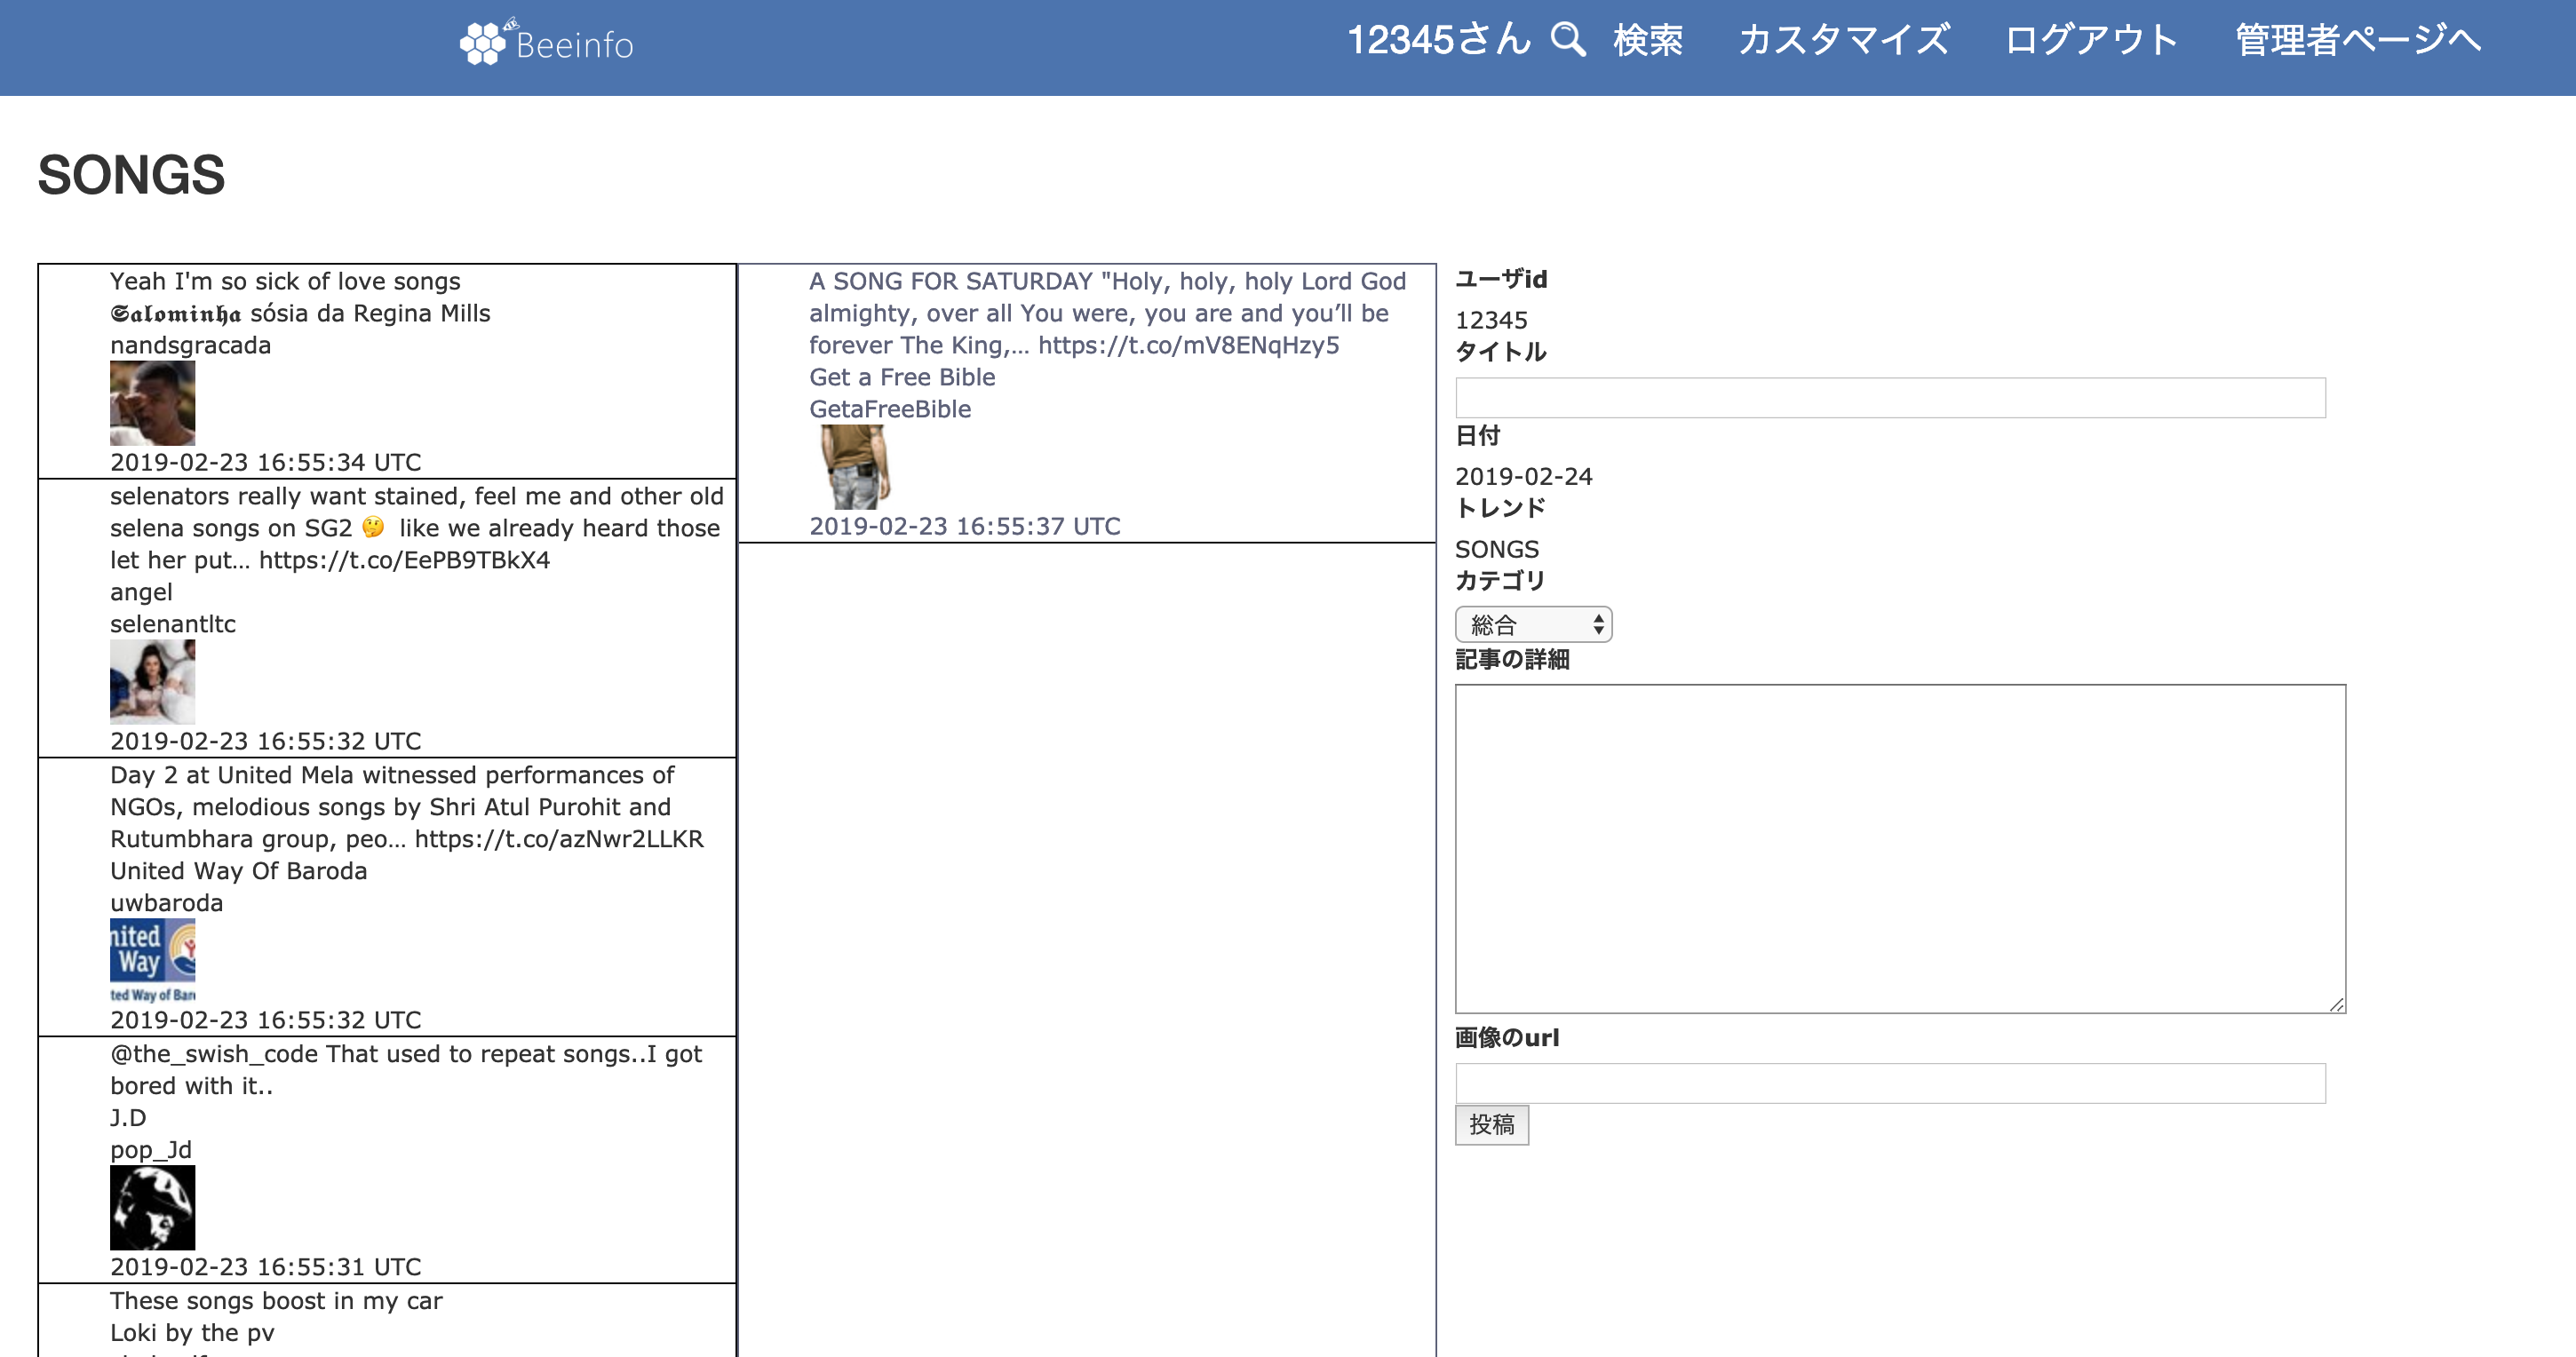 Beeinfo
12345さん 検索 カスタマイズ ログアウト 管理者ページへ
SONGS
Yeah I'm so sick of love songs
𝕾𝖆𝖑𝖔𝖒𝖎𝖓𝖍𝖆 sósia da Regina Mills
nandsgracada
2019-02-23 16:55:34 UTC
selenators really want stained, feel me and other old
selena songs on SG2 🤔 like we already heard those
let her put… https://t.co/EePB9TBkX4
angel
selenantltc
2019-02-23 16:55:32 UTC
Day 2 at United Mela witnessed performances of
NGOs, melodious songs by Shri Atul Purohit and
Rutumbhara group, peo… https://t.co/azNwr2LLKR
United Way Of Baroda
uwbaroda
nited
Way
ted Way of Bar
2019-02-23 16:55:32 UTC
@the_swish_code That used to repeat songs..I got
bored with it..
J.D
pop_Jd
2019-02-23 16:55:31 UTC
These songs boost in my car
Loki by the pv
A SONG FOR SATURDAY "Holy, holy, holy Lord God
almighty, over all You were, you are and you’ll be
forever The King,… https://t.co/mV8ENqHzy5
Get a Free Bible
GetaFreeBible
2019-02-23 16:55:37 UTC
ユーザid
12345
タイトル
日付
2019-02-24
トレンド
SONGS
カテゴリ
総合
記事の詳細
画像のurl
投稿